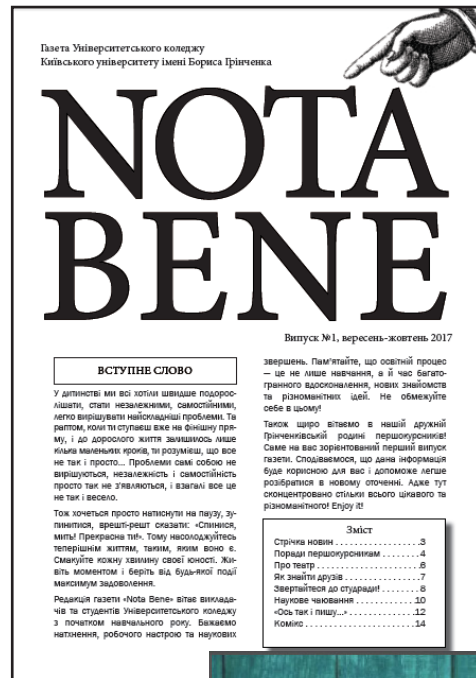 Газета Університетського коледжу
Київського університету імені Бориса Грінченка
NOTA
BENE
Випуск №1, вересень-жовтень 2017
ВСТУПНЕ СЛОВО
У дитинстві ми всі хотіли швидше подорос-
лішати, стати незалежними, самостійними,
легко вирішувати найскладніші проблеми. Та
раптом, коли ти ступаєш вже на фінішну пря-
му, і до дорослого життя залишилось лише
кілька маленьких кроків, ти розумієш, що все
не так і просто... Проблеми самі собою не
вирішуються, незалежність і самостійність
просто так не з'являються, і взагалі все це
не так і весело.
Тож хочеться просто натиснути на паузу, зу-
пинитися, врешті-решт сказати: «Спинися,
мить! Прекрасна ти!». Тому насолоджуйтесь
теперішнім життям, таким, яким воно є.
Смакуйте кожну хвилину своєї юності. Жи-
віть моментом і беріть від будь-якої події
максимум задоволення.
Редакція газети «Nota Bene» вітає виклада-
чів та студентів Університетського коледжу
з початком навчального року. Бажаємо
натхнення, робочого настрою та наукових
звершень. Пам'ятайте, що освітній процес
— це не лише навчання, а й час багато-
гранного вдосконалення, нових знайомств
та різноманітних ідей. Не обмежуйте
себе в цьому!
Також щиро вітаємо в нашій дружній
Грінченківській родині першокурсників!
Саме на вас зорієнтований перший випуск
газети. Сподіваємося, що дана інформація
буде корисною для вас і допоможе легше
розібратися в новому оточенні. Адже тут
сконцентровано стільки всього цікавого та
різноманітного! Enjoy it!
Зміст
Стрічка новин . . . . . . . . . . . . . . . . . . . 3
Поради першокурсникам . . . . . . . . . . 4
Про театр . . . . . . . . . . . . . . . . . . . . . . 6
Як знайти друзів . . . . . . . . . . . . . . . . . 7
Звертайтеся до студради! . . . . . . . . . 8
Наукове чаювання . . . . . . . . . . . . . . 10
«Ось так і пишу...» . . . . . . . . . . . . . . 12
Комікс . . . . . . . . . . . . . . . . . . . . . . . . 14